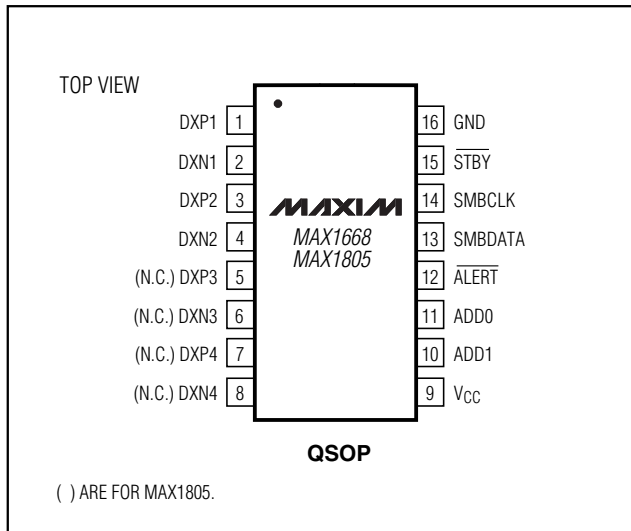 TOP VIEW
DXP1 1
DXN1 2
DXP2 3
DXN2 4
(N.C.) DXP3 5
(N.C.) DXN3 6
(N.C.) DXP4 7
(N.C.) DXN4 8
MAXIM
MAX1668
MAX1805
16 GND
15 S̅T̅B̅Y̅
14 SMBCLK
13 SMBDATA
12 A̅L̅E̅R̅T̅
11 ADD0
10 ADD1
9 VCC
QSOP
( ) ARE FOR MAX1805.